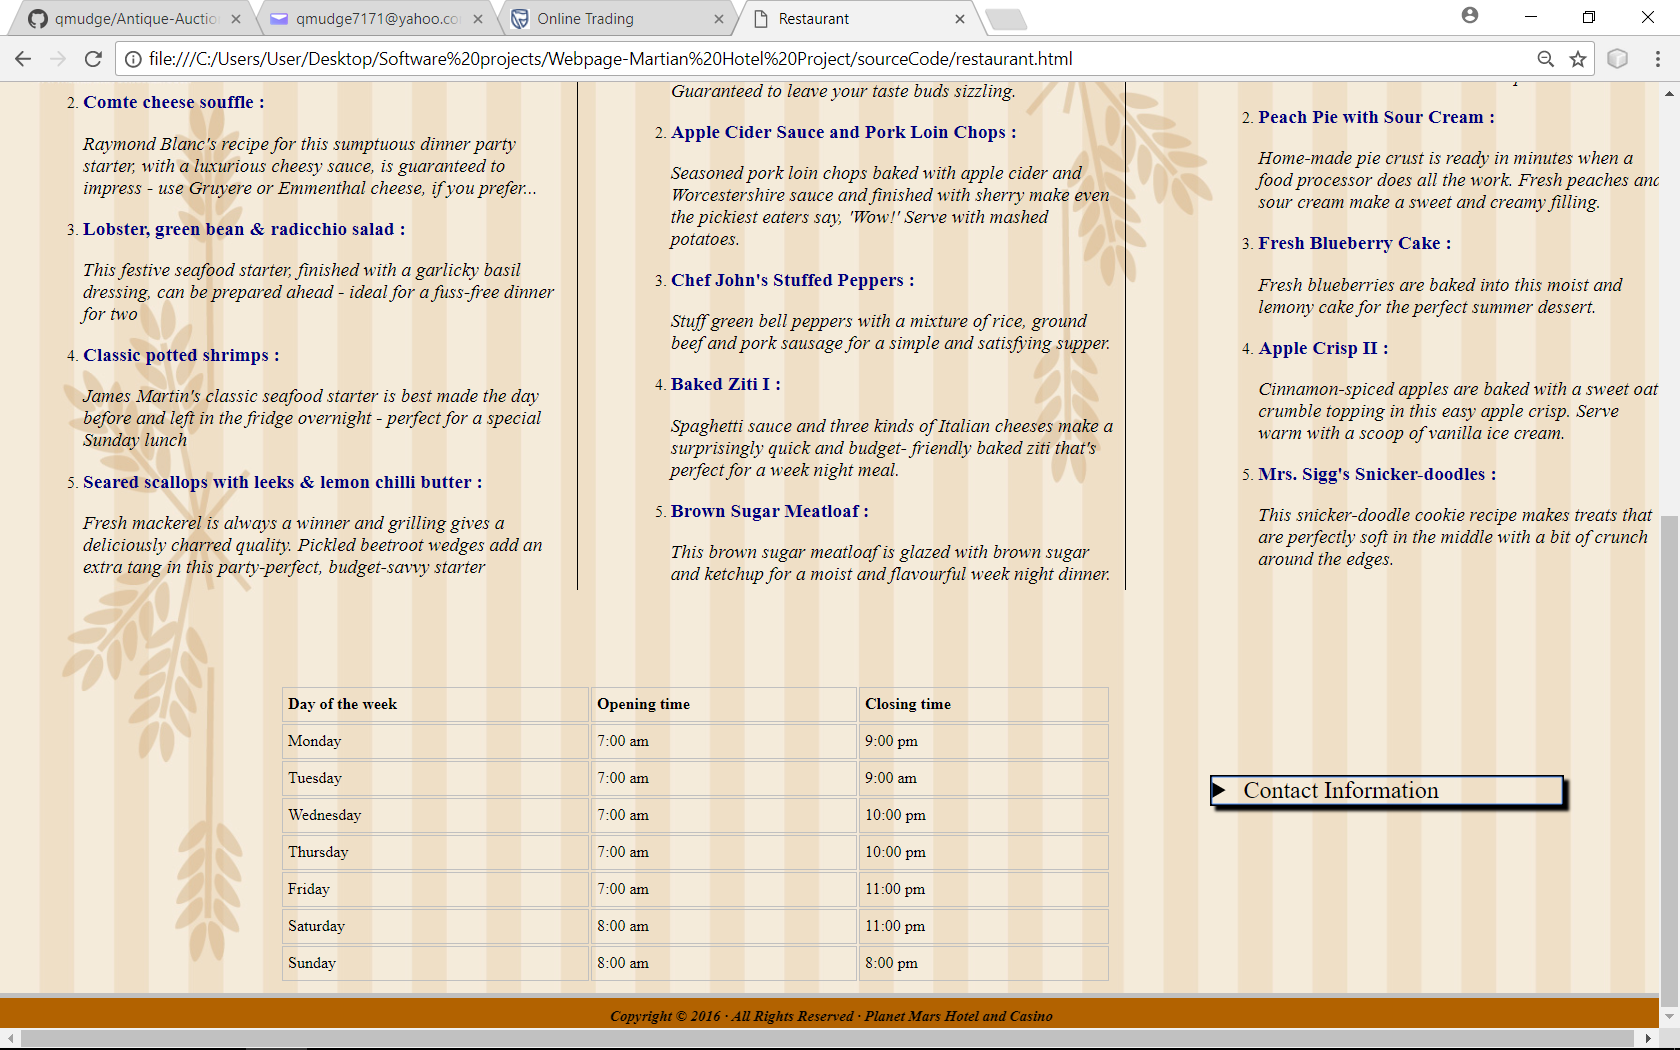 qmudge/Antique-Auctio
qmudge7171@yahoo.co
Online Trading
Restaurant
file:///C:/Users/User/Desktop/Software%20projects/Webpage-Martian%20Hotel%20Project/sourceCode/restaurant.html
2. Comte cheese souffle :
Raymond Blanc's recipe for this sumptuous dinner party
starter, with a luxurious cheesy sauce, is guaranteed to
impress - use Gruyere or Emmenthal cheese, if you prefer...
3. Lobster, green bean & radicchio salad :
This festive seafood starter, finished with a garlicky basil
dressing, can be prepared ahead - ideal for a fuss-free dinner
for two
4. Classic potted shrimps :
James Martin's classic seafood starter is best made the day
before and left in the fridge overnight - perfect for a special
Sunday lunch
5. Seared scallops with leeks & lemon chilli butter :
Fresh mackerel is always a winner and grilling gives a
deliciously charred quality. Pickled beetroot wedges add an
extra tang in this party-perfect, budget-savvy starter
Guaranteed to leave your taste buds sizzling.
2. Apple Cider Sauce and Pork Loin Chops :
Seasoned pork loin chops baked with apple cider and
Worcestershire sauce and finished with sherry make even
the pickiest eaters say, 'Wow!' Serve with mashed
potatoes.
3. Chef John's Stuffed Peppers :
Stuff green bell peppers with a mixture of rice, ground
beef and pork sausage for a simple and satisfying supper.
4. Baked Ziti I :
Spaghetti sauce and three kinds of Italian cheeses make a
surprisingly quick and budget- friendly baked ziti that's
perfect for a week night meal.
5. Brown Sugar Meatloaf :
This brown sugar meatloaf is glazed with brown sugar
and ketchup for a moist and flavourful week night dinner.
2. Peach Pie with Sour Cream :
Home-made pie crust is ready in minutes when a
food processor does all the work. Fresh peaches and
sour cream make a sweet and creamy filling.
3. Fresh Blueberry Cake :
Fresh blueberries are baked into this moist and
lemony cake for the perfect summer dessert.
4. Apple Crisp II :
Cinnamon-spiced apples are baked with a sweet oat
crumble topping in this easy apple crisp. Serve
warm with a scoop of vanilla ice cream.
5. Mrs. Sigg's Snicker-doodles :
This snicker-doodle cookie recipe makes treats that
are perfectly soft in the middle with a bit of crunch
around the edges.
Day of the week Opening time Closing time
Monday 7:00 am 9:00 pm
Tuesday 7:00 am 9:00 am
Wednesday 7:00 am 10:00 pm
Thursday 7:00 am 10:00 pm
Friday 7:00 am 11:00 pm
Saturday 8:00 am 11:00 pm
Sunday 8:00 am 8:00 pm
Contact Information
Copyright © 2016 · All Rights Reserved · Planet Mars Hotel and Casino